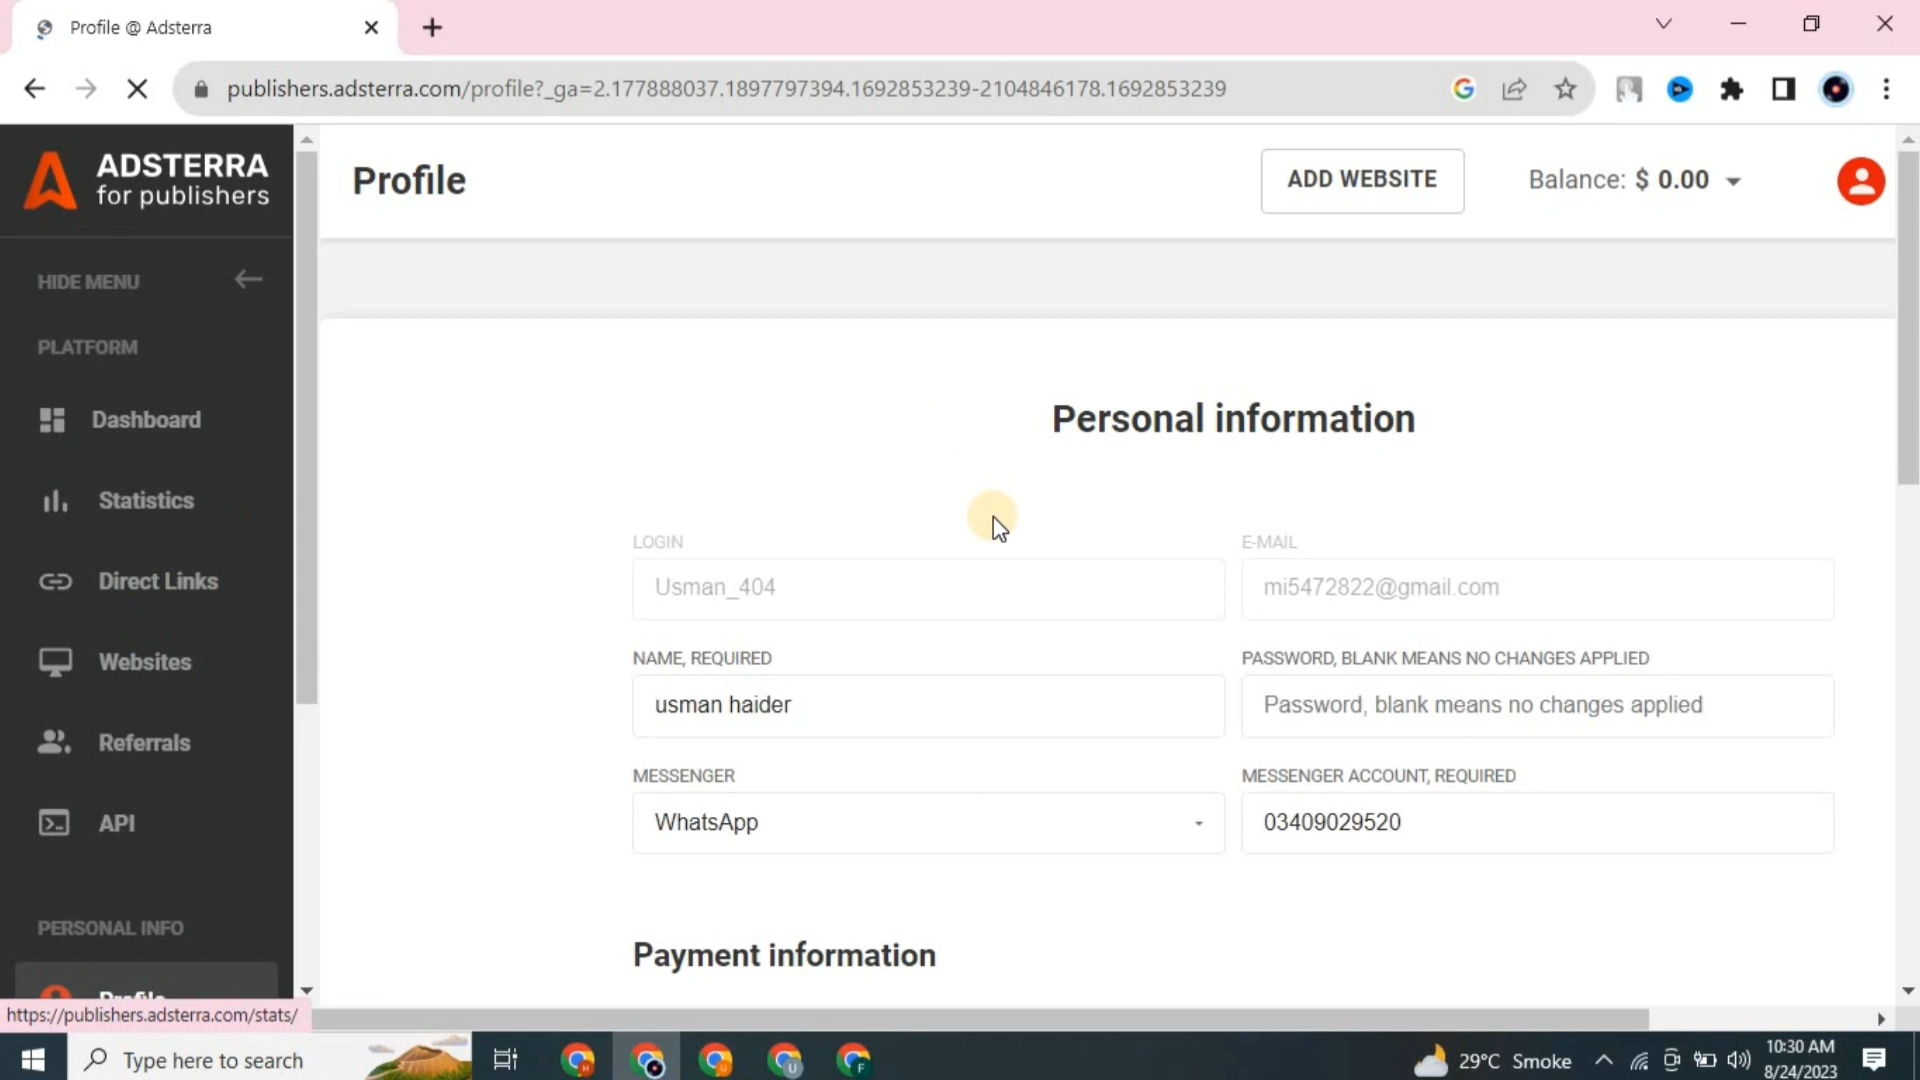 Profile @ Adsterra
publishers.adsterra.com/profile?_ga=2.177888037.1897797394.1692853239-2104846178.1692853239
ADSTERRA
for publishers
Profile
ADD WEBSITE
Balance: $ 0.00
HIDE MENU
PLATFORM
Dashboard
Statistics
Direct Links
Websites
Referrals
API
PERSONAL INFO
Profile
Personal information
LOGIN
E-MAIL
Usman_404
mi5472822@gmail.com
NAME, REQUIRED
PASSWORD, BLANK MEANS NO CHANGES APPLIED
usman haider
Password, blank means no changes applied
MESSENGER
MESSENGER ACCOUNT, REQUIRED
WhatsApp
03409029520
Payment information
https://publishers.adsterra.com/stats/
Type here to search
29°C Smoke
10:30 AM
8/24/2023